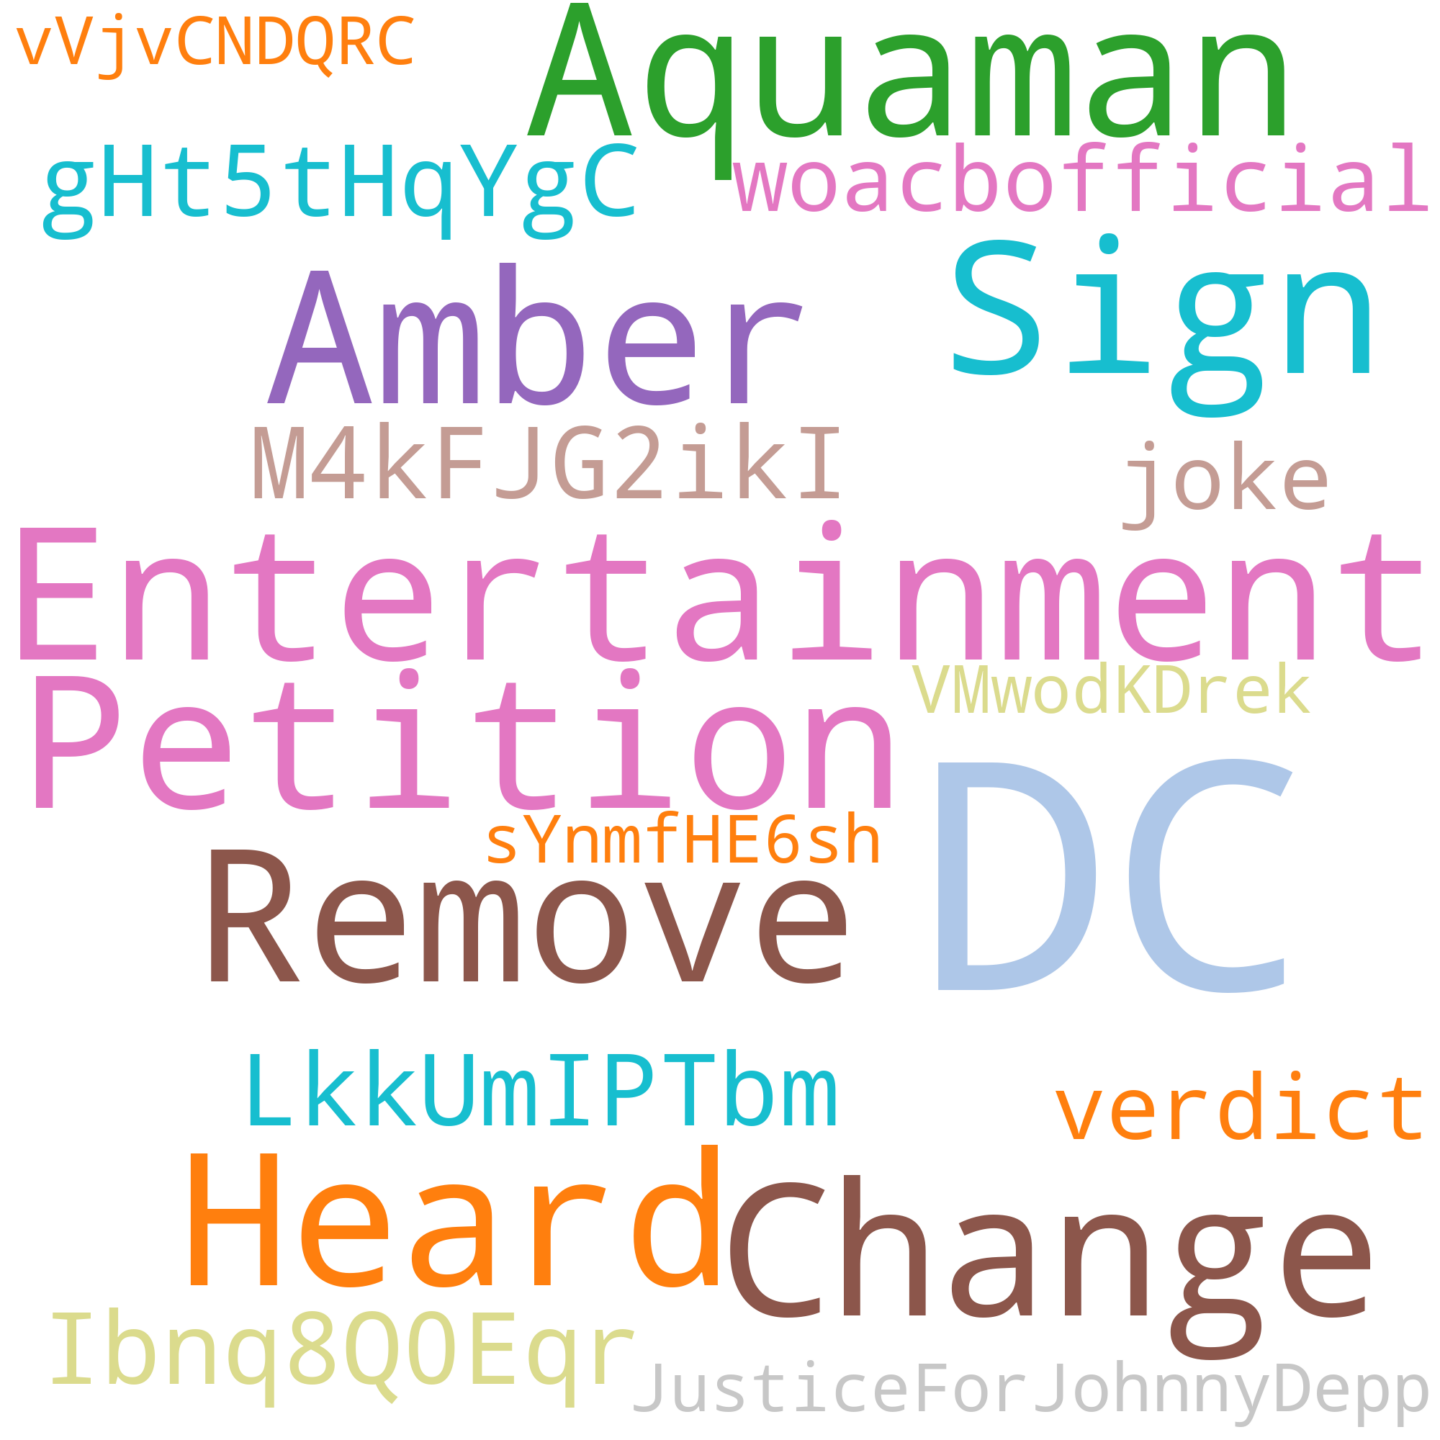 vVjvCNDQRC
Aquaman
gHt5tHqYgC
woacbofficial
Amber
Sign
M4kFJG2ikI
joke
Entertainment
Petition
VMwodKDrek
sYnmfHE6sh
Remove
DC
LkkUmIPTbm
verdict
Heard
Change
Ibnq8Q0Eqr
JusticeForJohnnyDepp